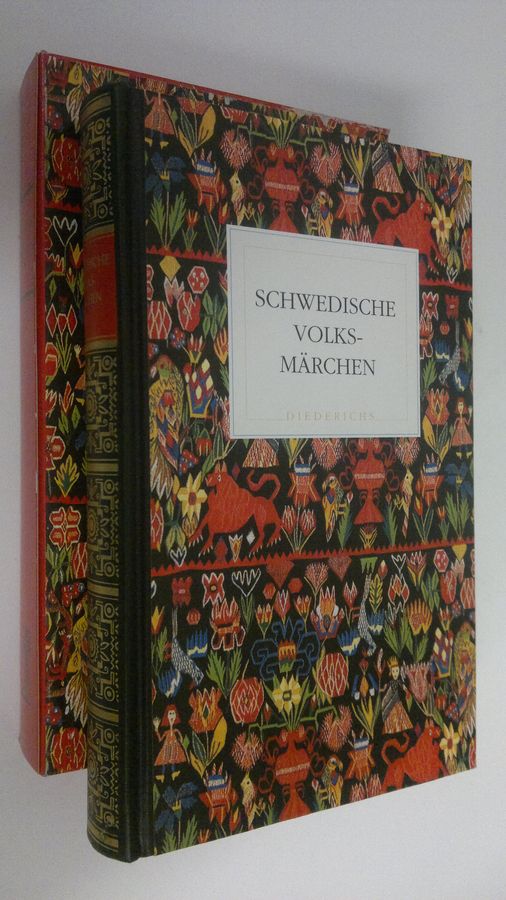 SCHWEDISCHE
VOLKS-
MÄRCHEN
DIEDERICHS